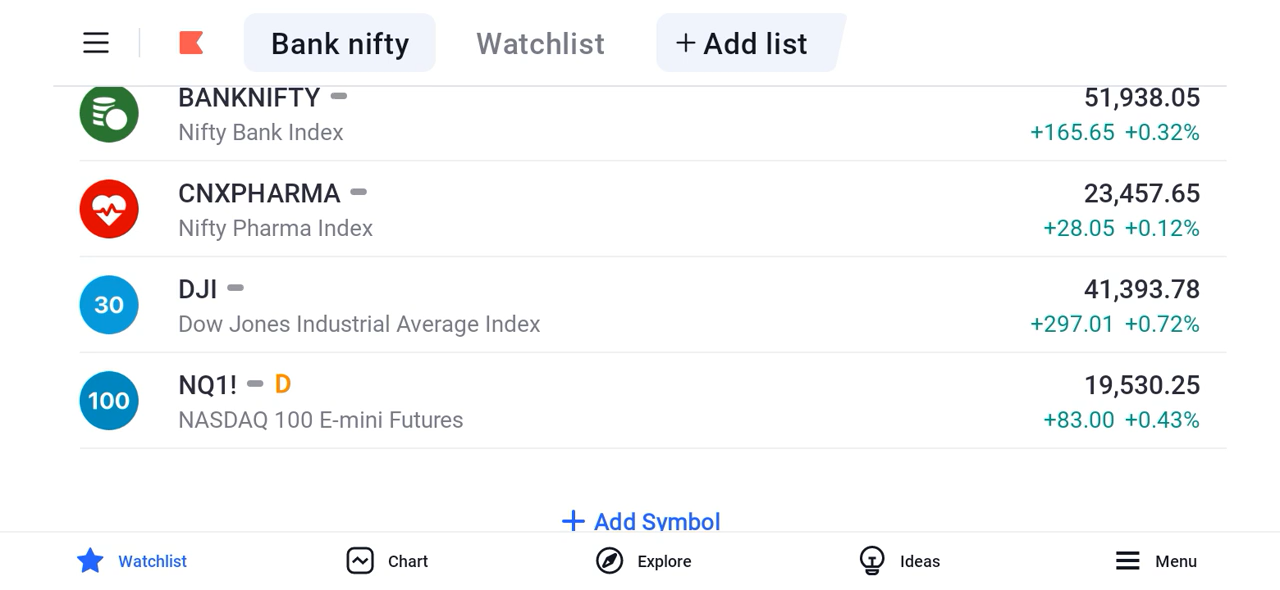 Bank nifty Watchlist + Add list
BANKNIFTY 51,938.05
Nifty Bank Index +165.65 +0.32%
CNXPHARMA 23,457.65
Nifty Pharma Index +28.05 +0.12%
30 DJI 41,393.78
Dow Jones Industrial Average Index +297.01 +0.72%
100 NQ1! D 19,530.25
NASDAQ 100 E-mini Futures +83.00 +0.43%
+ Add Symbol
Watchlist Chart Explore Ideas Menu